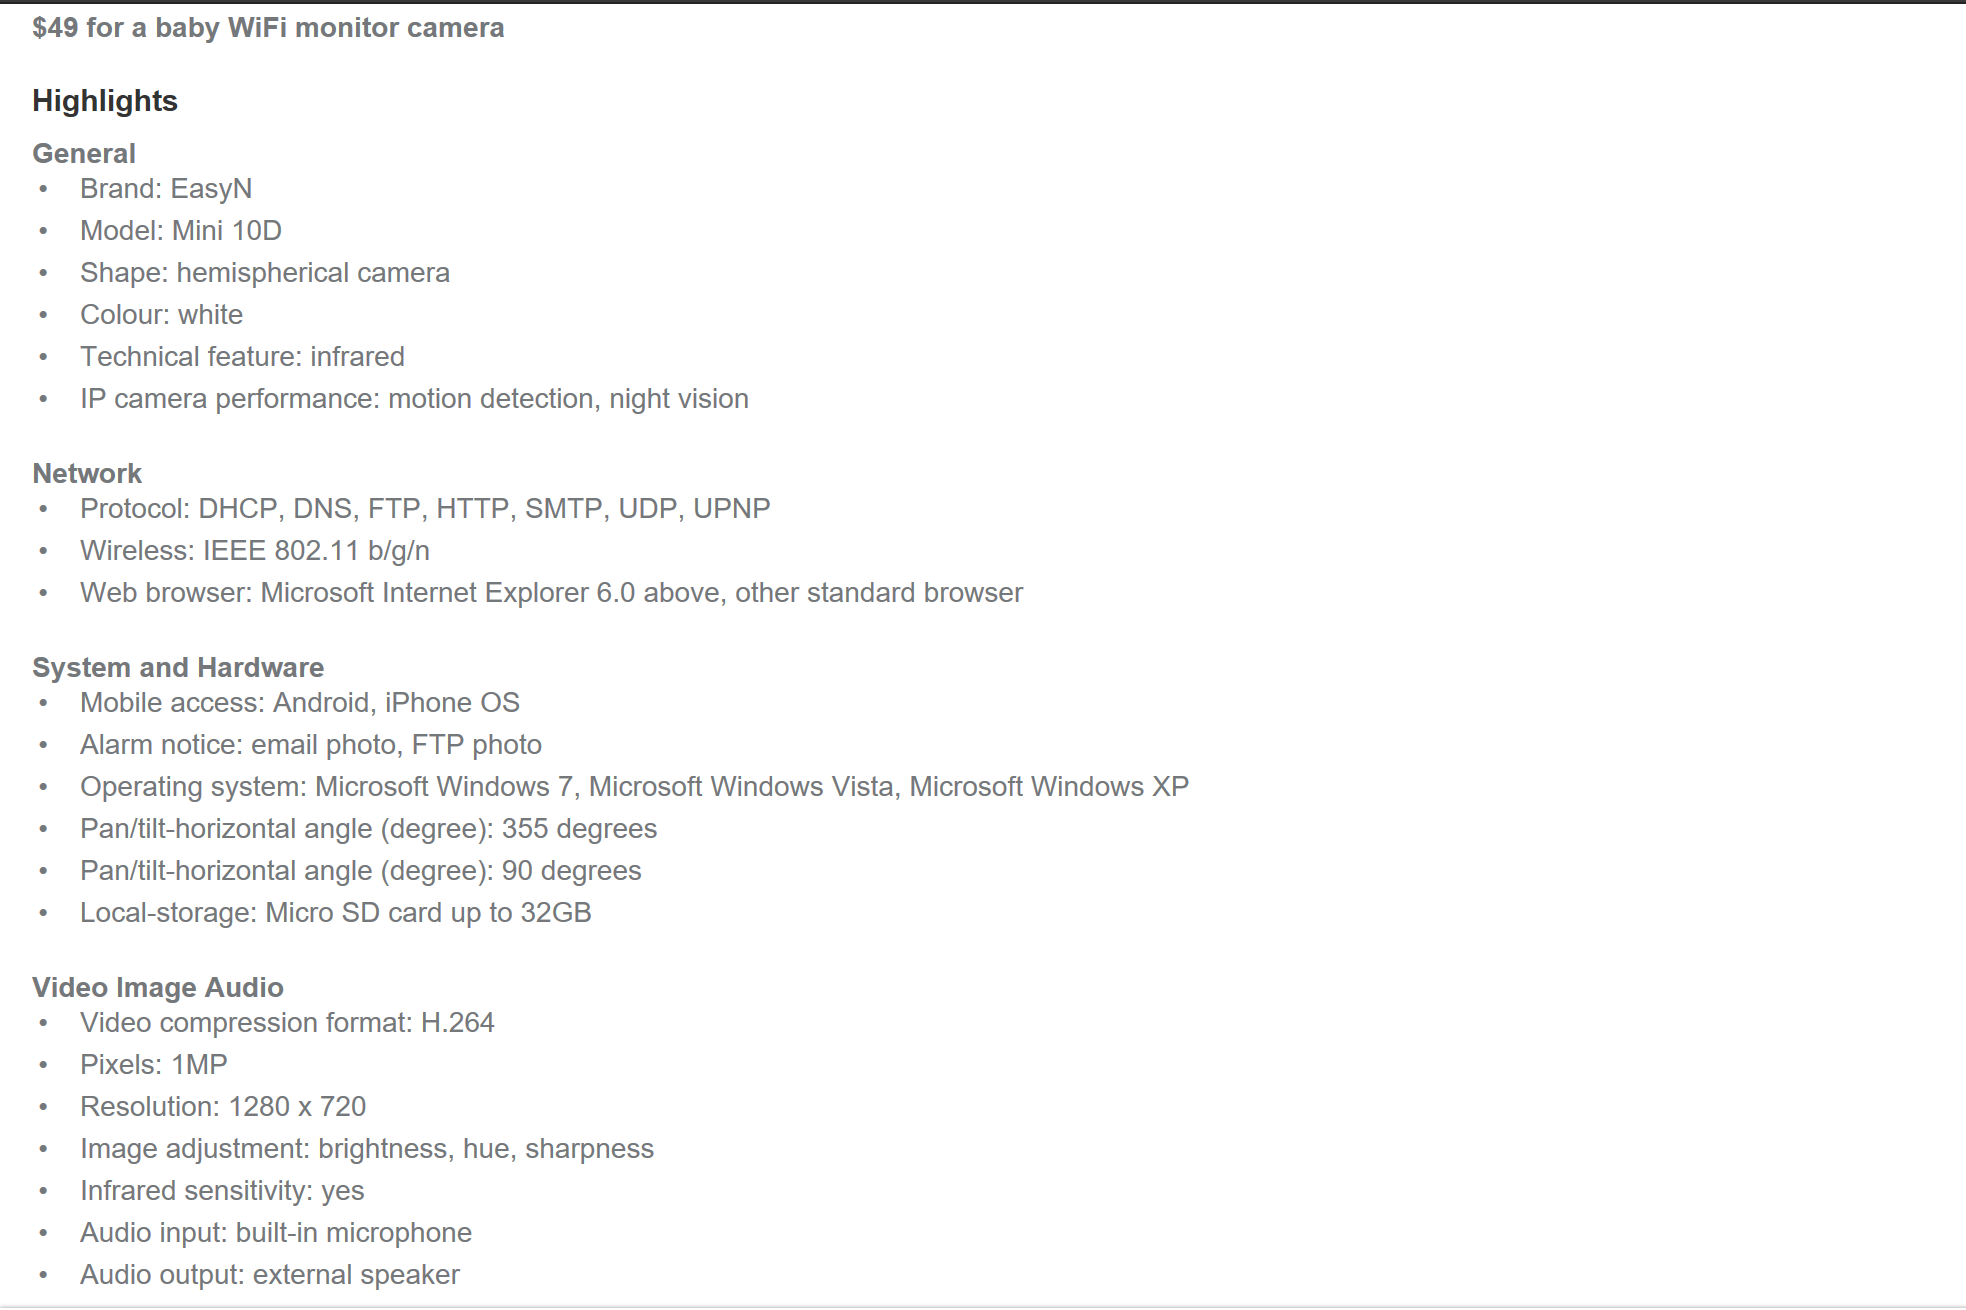 $49 for a baby WiFi monitor camera
Highlights
General
• Brand: EasyN
• Model: Mini 10D
• Shape: hemispherical camera
• Colour: white
• Technical feature: infrared
• IP camera performance: motion detection, night vision
Network
• Protocol: DHCP, DNS, FTP, HTTP, SMTP, UDP, UPNP
• Wireless: IEEE 802.11 b/g/n
• Web browser: Microsoft Internet Explorer 6.0 above, other standard browser
System and Hardware
• Mobile access: Android, iPhone OS
• Alarm notice: email photo, FTP photo
• Operating system: Microsoft Windows 7, Microsoft Windows Vista, Microsoft Windows XP
• Pan/tilt-horizontal angle (degree): 355 degrees
• Pan/tilt-horizontal angle (degree): 90 degrees
• Local-storage: Micro SD card up to 32GB
Video Image Audio
• Video compression format: H.264
• Pixels: 1MP
• Resolution: 1280 x 720
• Image adjustment: brightness, hue, sharpness
• Infrared sensitivity: yes
• Audio input: built-in microphone
• Audio output: external speaker